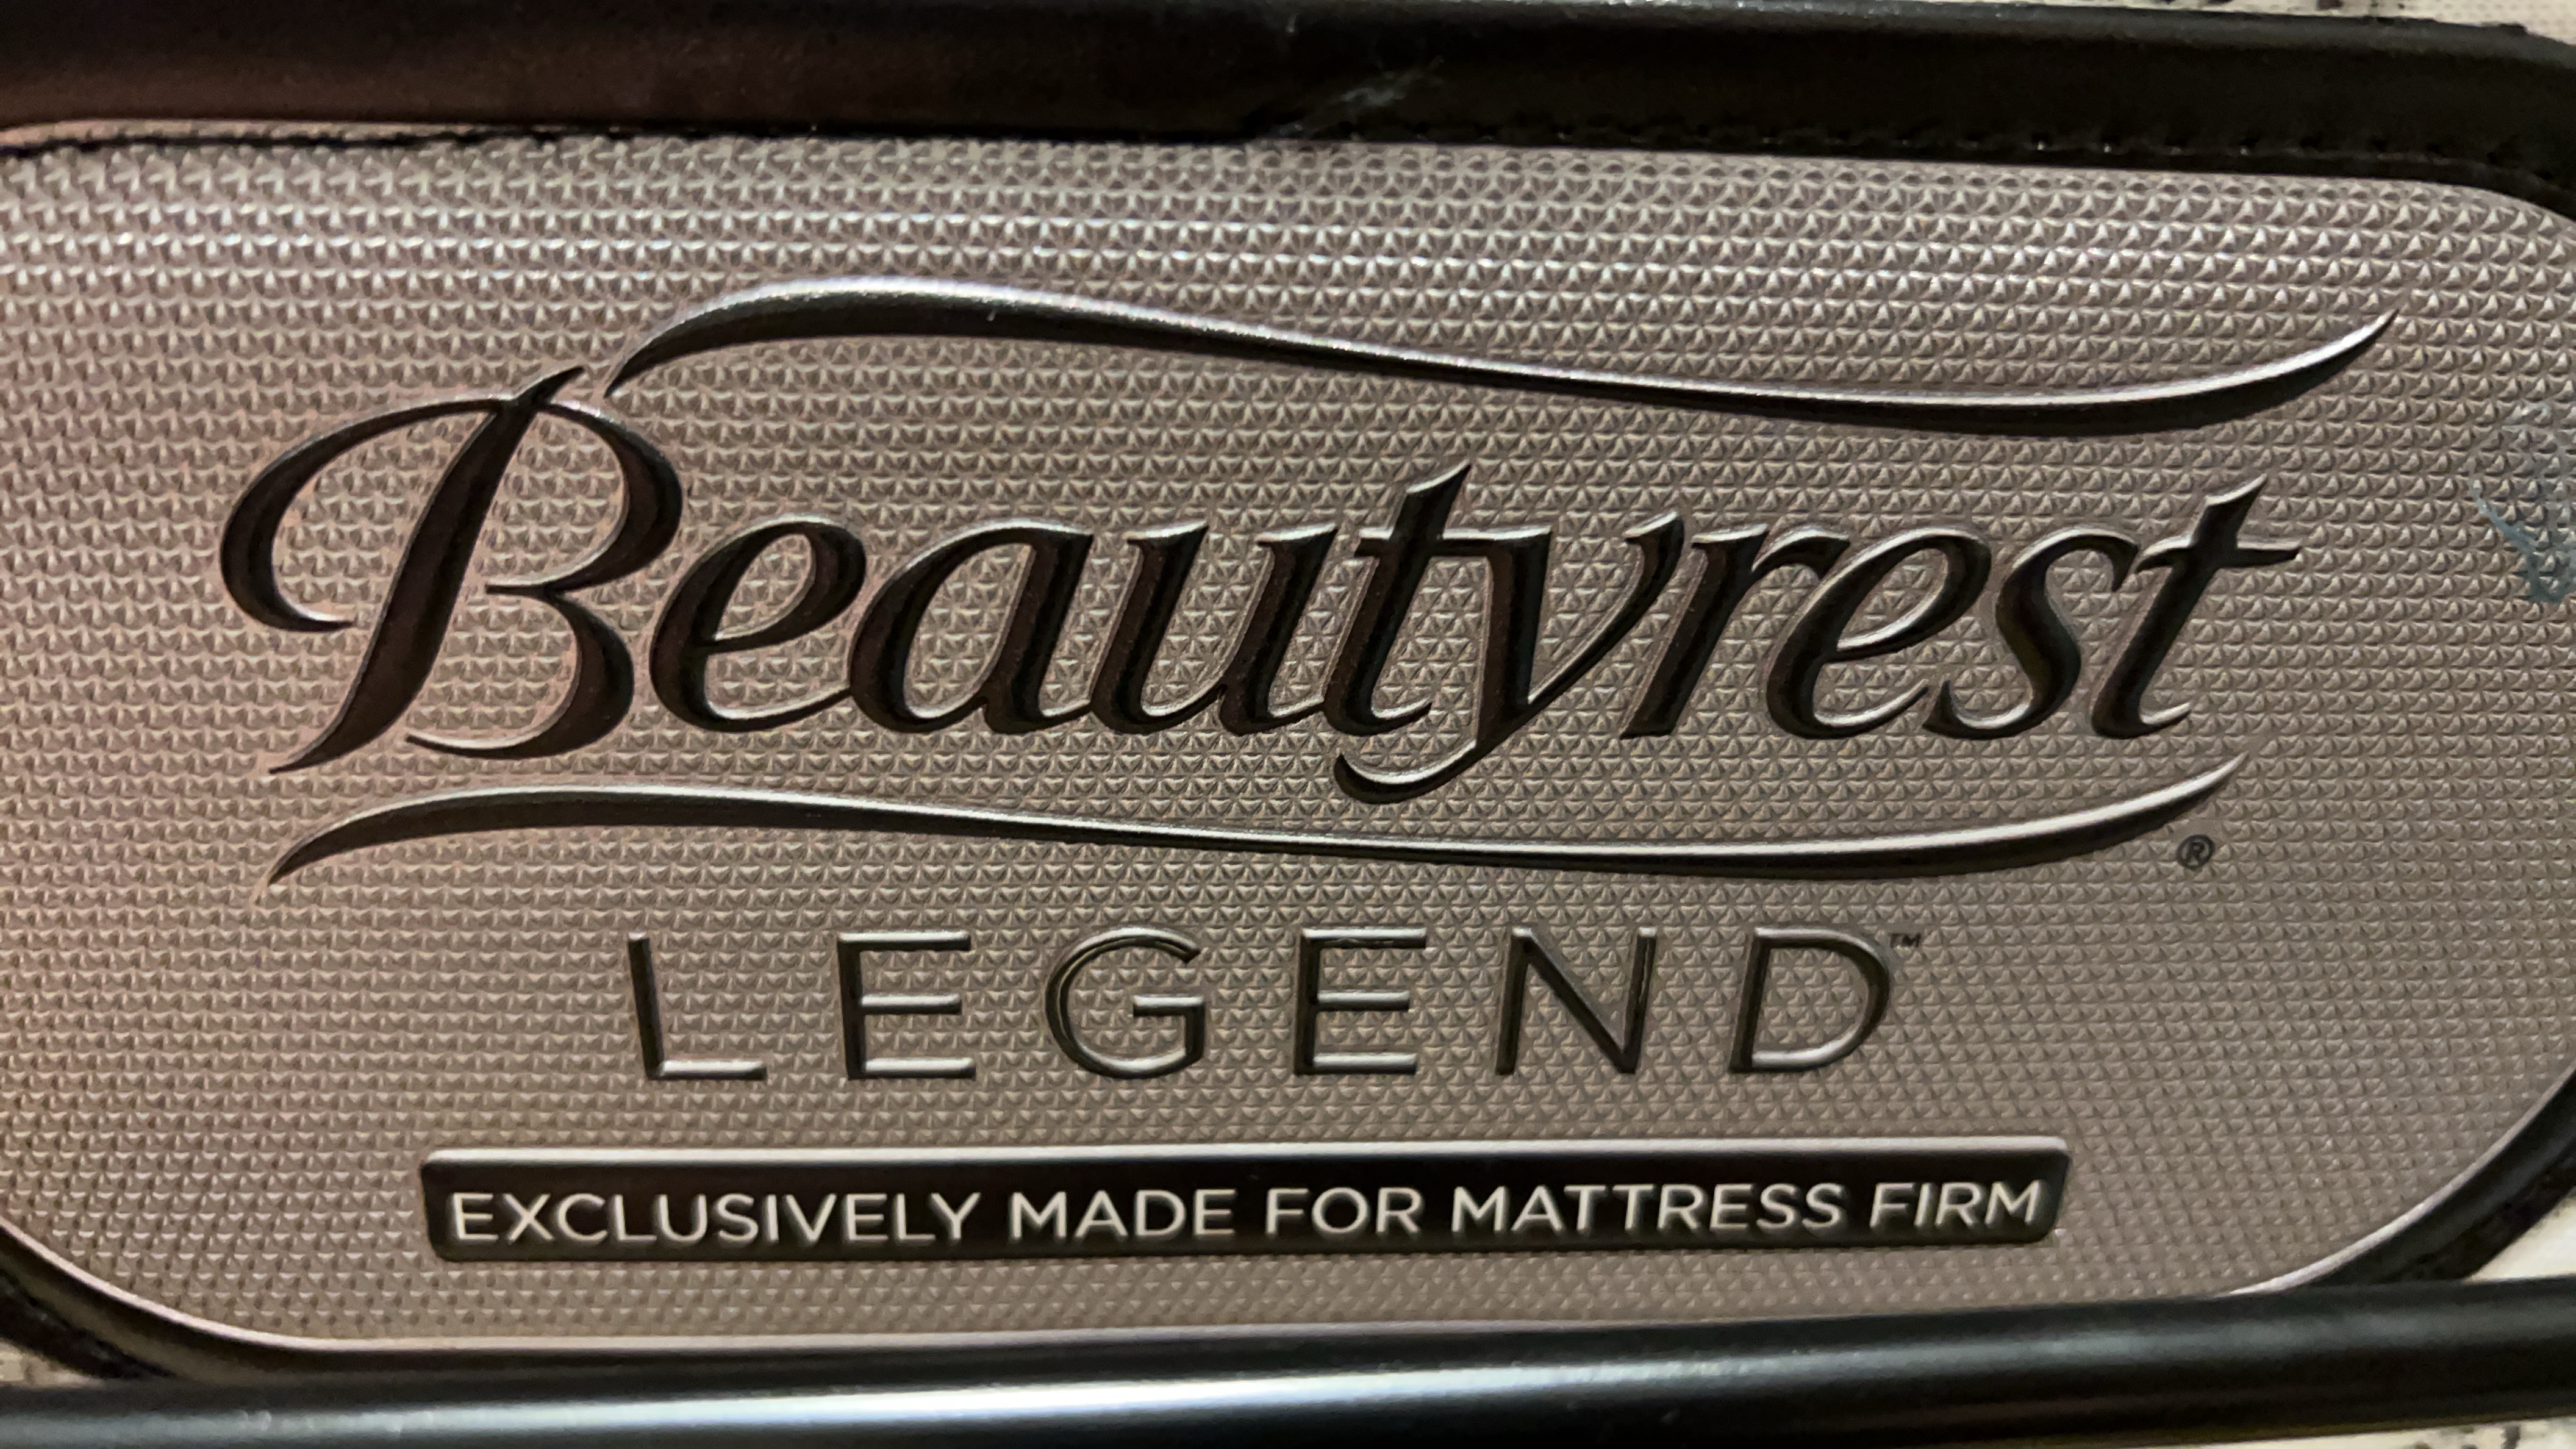 Beautyrest®
LEGEND™
EXCLUSIVELY MADE FOR MATTRESS FIRM